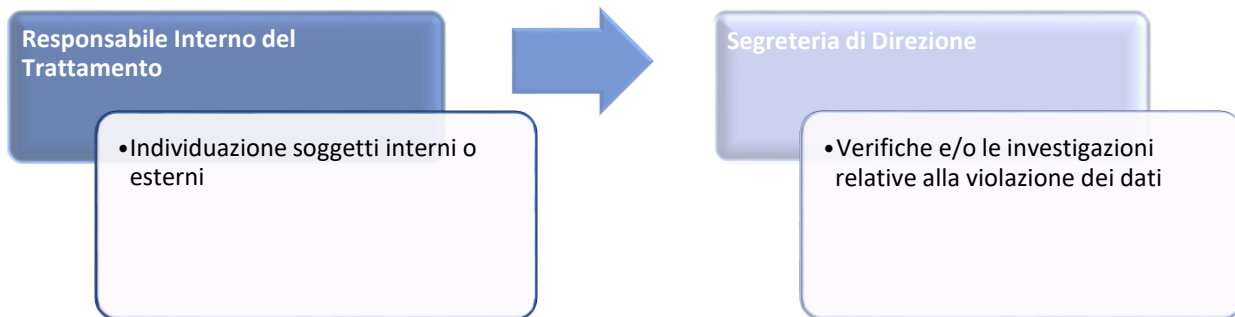 Responsabile Interno del
Trattamento
•Individuazione soggetti interni o
esterni
Segreteria di Direzione
•Verifiche e/o le investigazioni
relative alla violazione dei dati